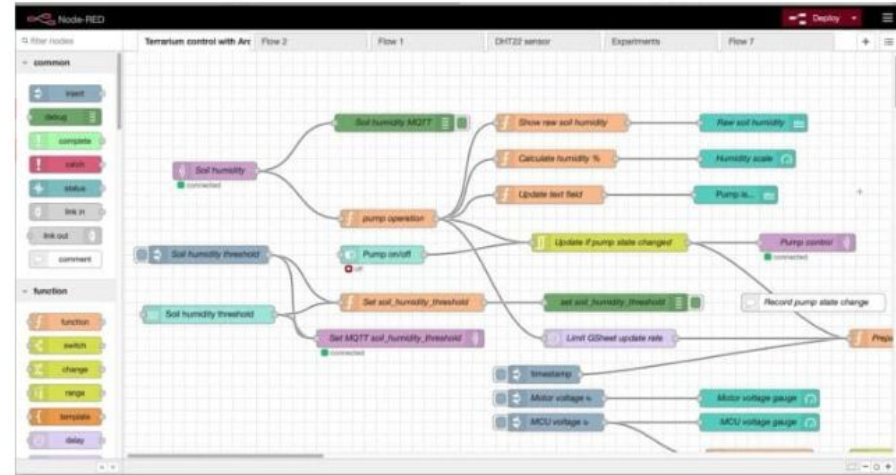 Node-RED
Deploy
filter nodes
Terrarium control with Arc
Flow 2
Flow 1
DHT22 sensor
Experiments
Flow 7
common
inject
debug
complete
catch
status
link in
link out
comment
function
function
switch
change
range
template
delay
Soil humidity MQTT
Show raw soil humidity
Raw soil humidity
Soil humidity
connected
Calculate humidity %
Humidity scale
Update text field
Pump is...
pump operation
Soil humidity threshold
Pump on/off
off
Update if pump state changed
Pump control
connected
Soil humidity threshold
Set soil_humidity_threshold
set soil_humidity_threshold
Record pump state change
Set MQTT soil_humidity_threshold
connected
Limit GSheet update rate
Prepa
timestamp
Motor voltage
Motor voltage gauge
MCU voltage
MCU voltage gauge